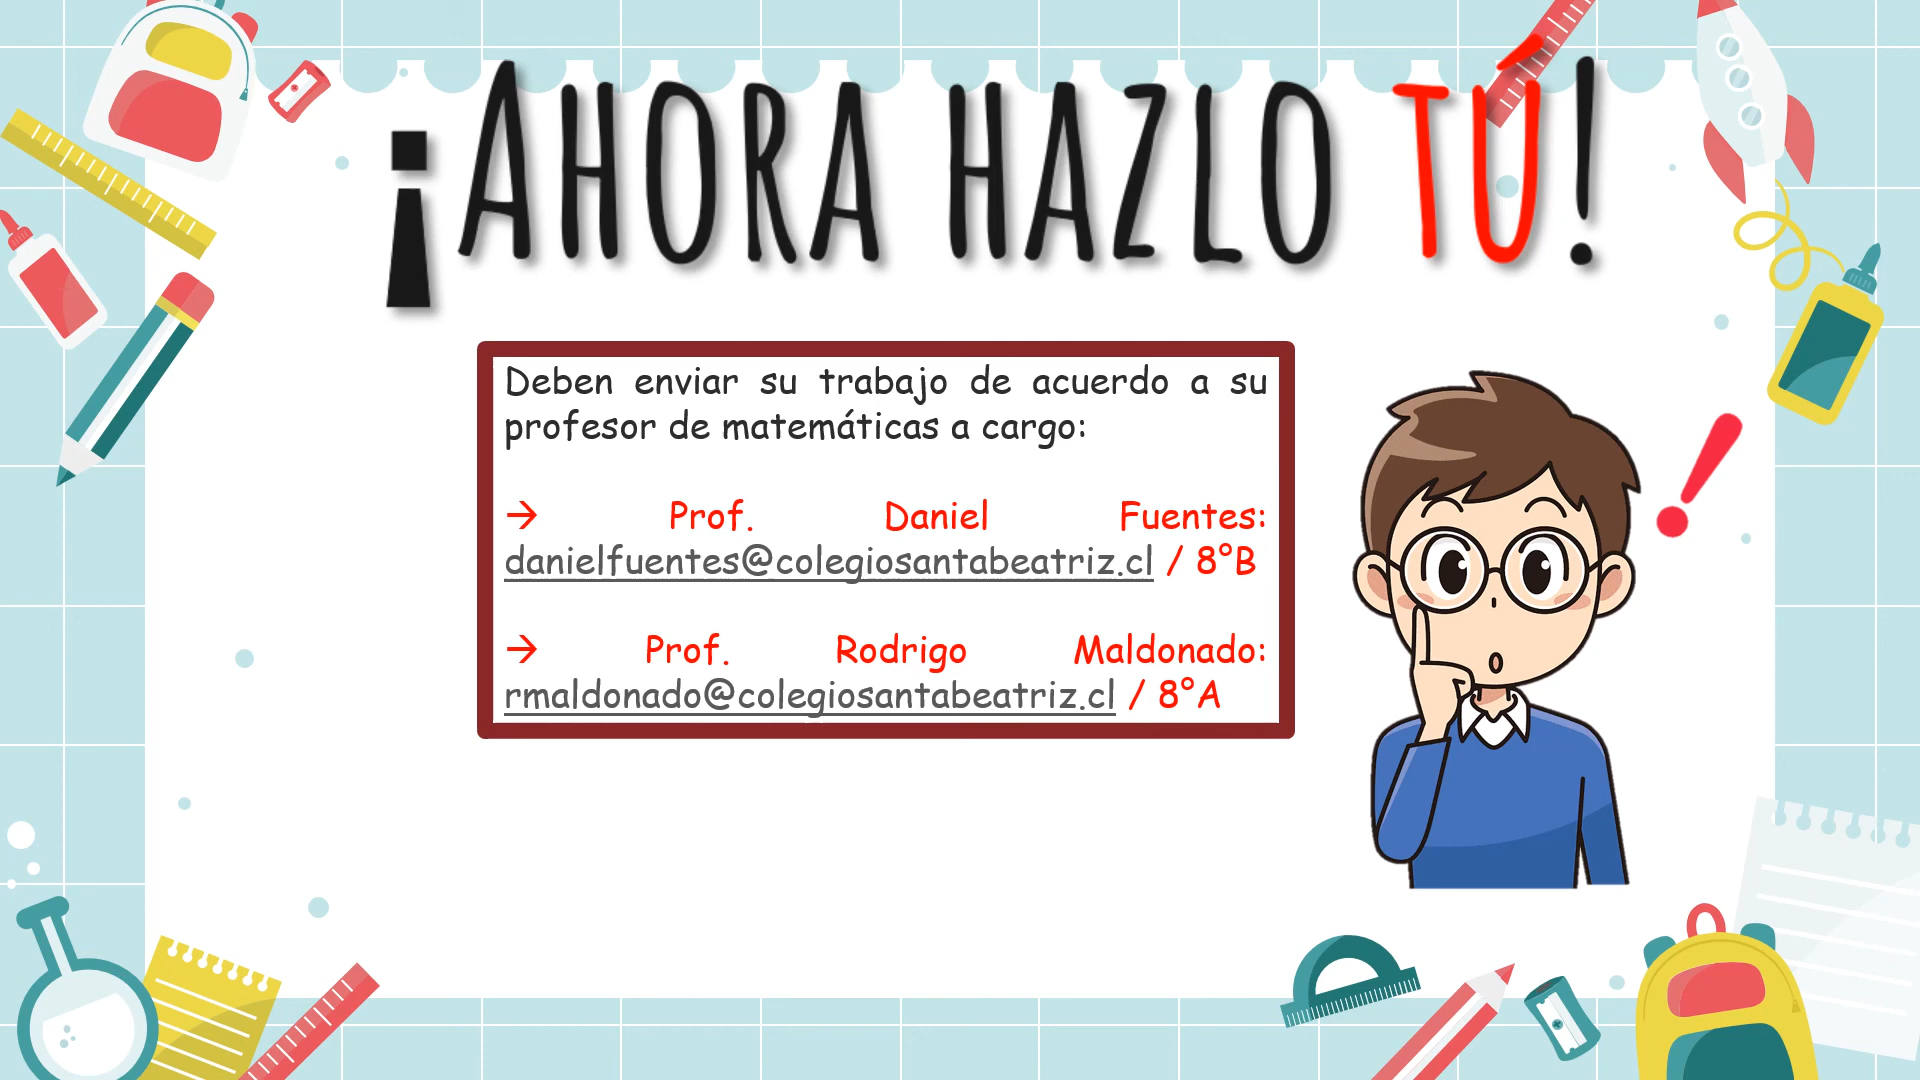 ¡AHORA HAZLO TÚ!
Deben enviar su trabajo de acuerdo a su
profesor de matemáticas a cargo:
→ Prof. Daniel Fuentes:
danielfuentes@colegiosantabeatriz.cl / 8°B
→ Prof. Rodrigo Maldonado:
rmaldonado@colegiosantabeatriz.cl / 8°A